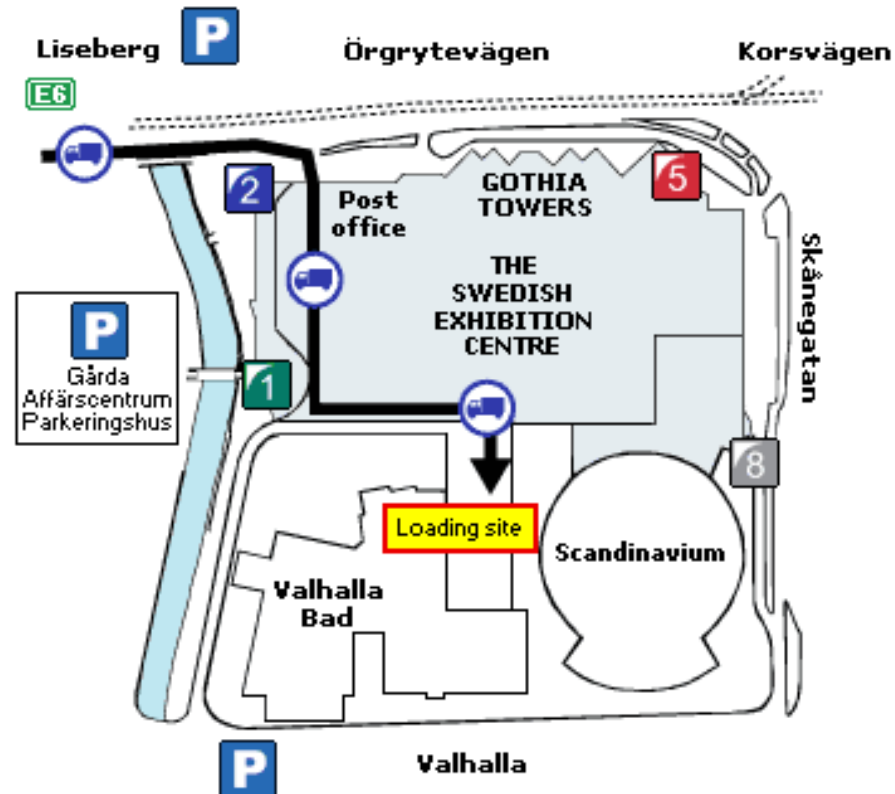 Liseberg
P
Örgrytevägen
Korsvägen
E6
2
Post
office
GOTHIA
TOWERS
5
THE
SWEDISH
EXHIBITION
CENTRE
Skånegatan
P
Gårda
Affärscentrum
Parkeringshus
1
8
Loading site
Scandinavium
Valhalla
Bad
P
Valhalla